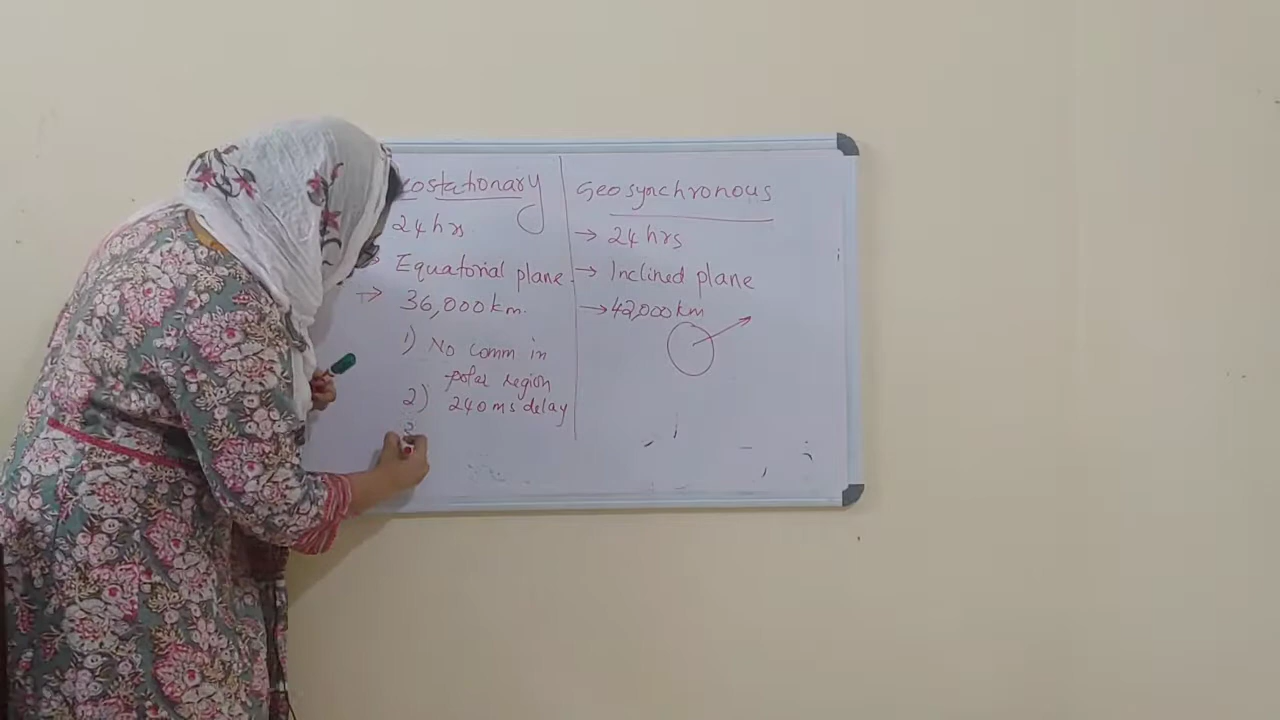 eostationary
24 hrs
Equatorial plane.
→ 36,000 km.
1) No comm in
polar region
2) 240 ms delay
Geosynchronous
→ 24 hrs
→ Inclined plane
→ 42,000 km